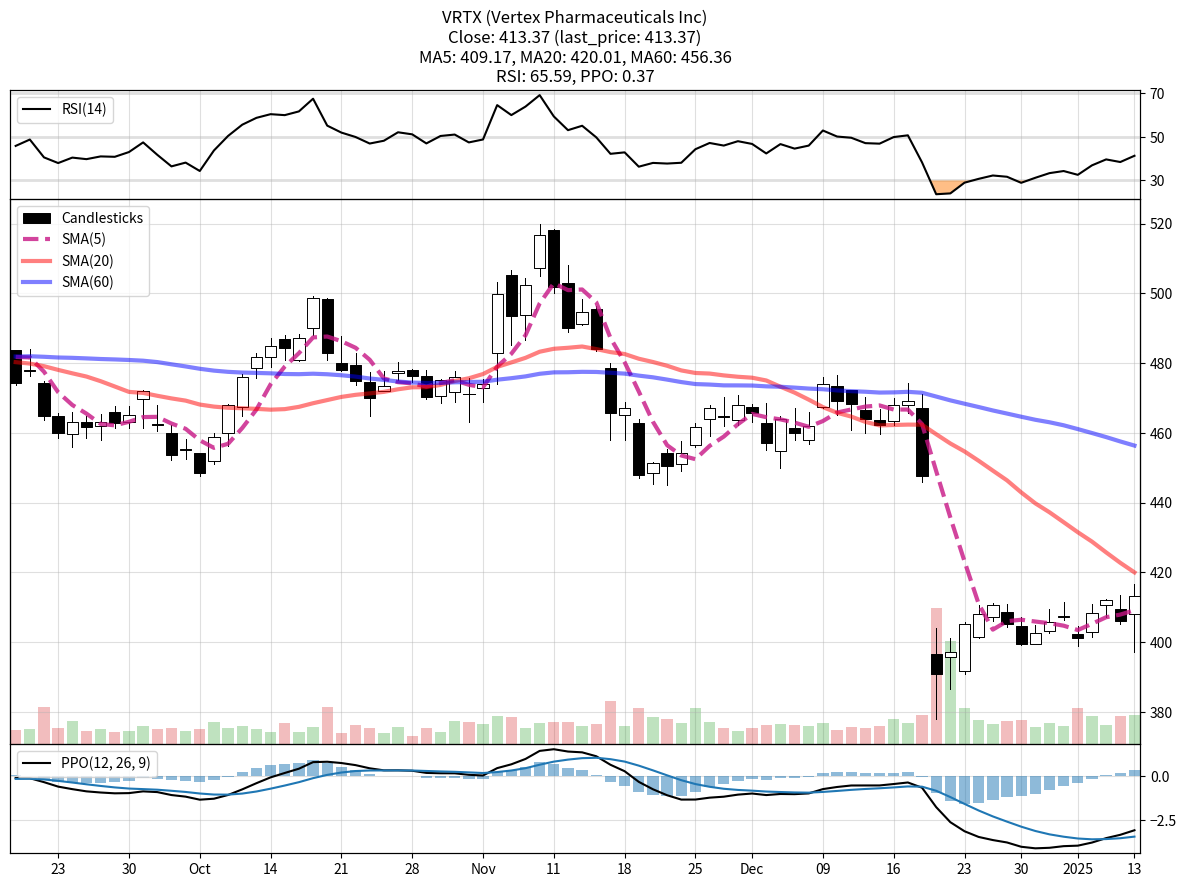 VRTX (Vertex Pharmaceuticals Inc)
Close: 413.37 (last_price: 413.37)
MA5: 409.17, MA20: 420.01, MA60: 456.36
RSI: 65.59, PPO: 0.37
RSI(14)
70
50
30
Candlesticks
SMA(5)
SMA(20)
SMA(60)
520
500
480
460
440
420
400
380
PPO(12, 26, 9)
0.0
−2.5
23 30 Oct 14 21 28 Nov 11 18 25 Dec 09 16 23 30 2025 13